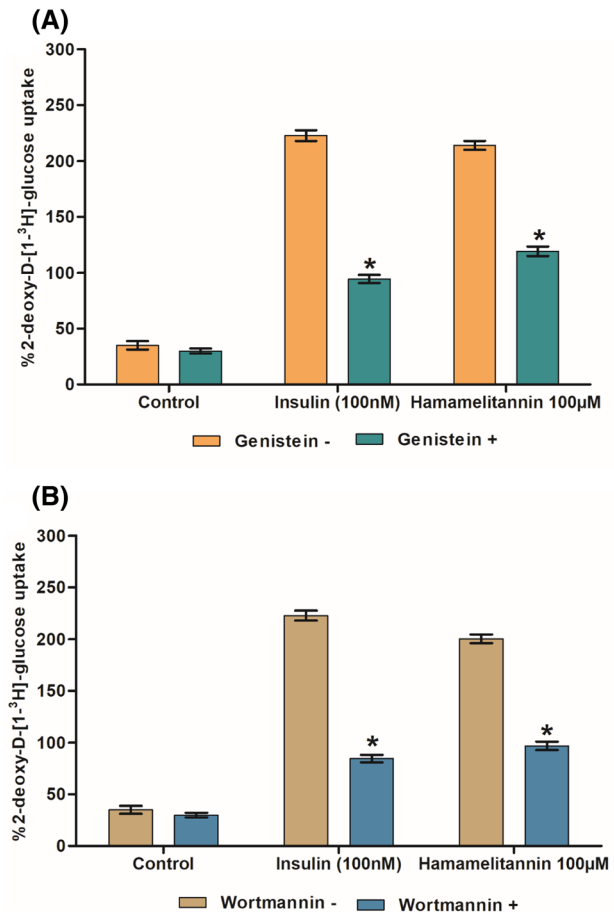 (A)
%2-deoxy-D-[1-³H]-glucose uptake
300
250
200
150
100
50
0
*
*
Control
Insulin (100nM)
Hamamelitannin 100µM
Genistein -
Genistein +
(B)
%2-deoxy-D-[1-³H]-glucose uptake
300
250
200
150
100
50
0
*
*
Control
Insulin (100nM)
Hamamelitannin 100µM
Wortmannin -
Wortmannin +